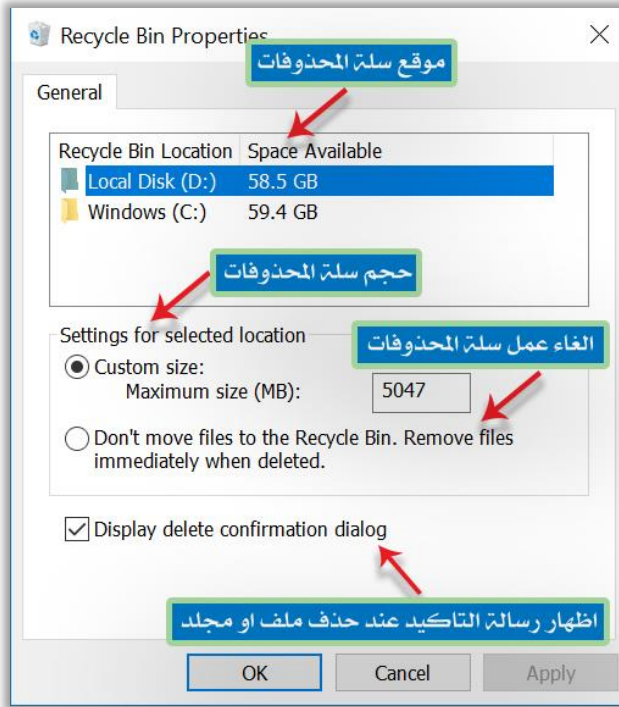 Recycle Bin Properties
موقع سلة المحذوفات
General
Recycle Bin Location Space Available
Local Disk (D:) 58.5 GB
Windows (C:) 59.4 GB
حجم سلة المحذوفات
Settings for selected location
الغاء عمل سلة المحذوفات
Custom size:
Maximum size (MB): 5047
Don't move files to the Recycle Bin. Remove files
immediately when deleted.
Display delete confirmation dialog
اظهار رسالة التاكيد عند حذف ملف او مجلد
OK Cancel Apply